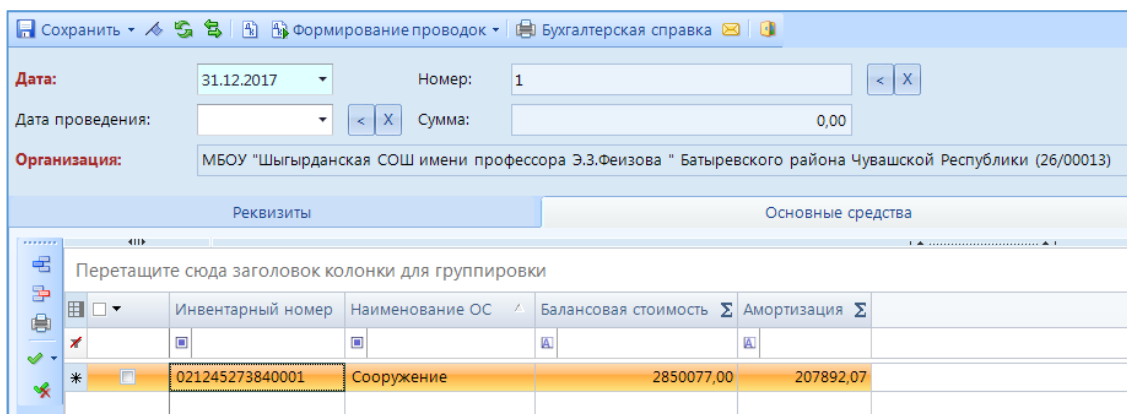 Сохранить Формирование проводок Бухгалтерская справка
Дата: 31.12.2017 Номер: 1 < X
Дата проведения: < X Сумма: 0,00
Организация: МБОУ "Шыгырданская СОШ имени профессора Э.З.Феизова " Батыревского района Чувашской Республики (26/00013)
Реквизиты Основные средства
Перетащите сюда заголовок колонки для группировки
Инвентарный номер Наименование ОС Балансовая стоимость Σ Амортизация Σ
021245273840001 Сооружение 2850077,00 207892,07